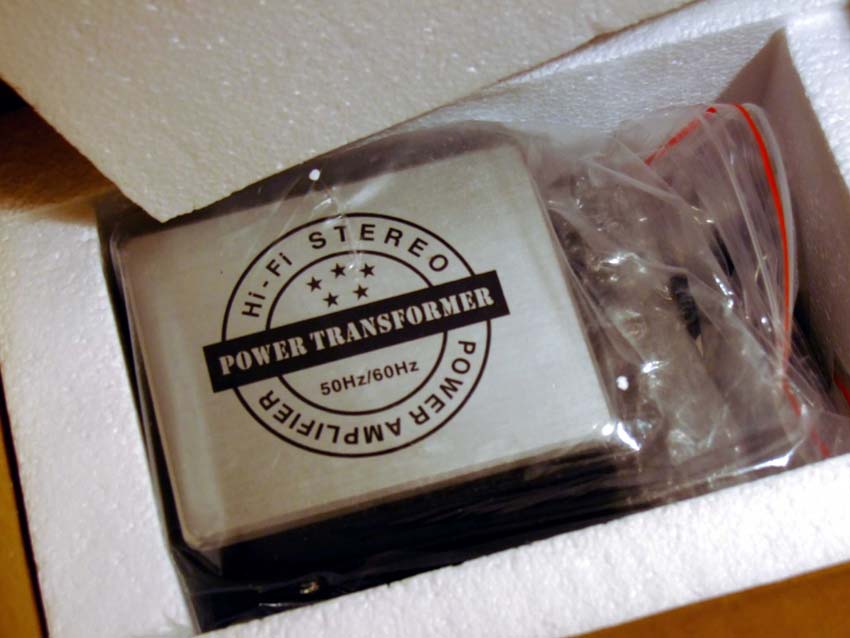 Hi-Fi STEREO
POWER TRANSFORMER
50Hz/60Hz
POWER AMPLIFIER